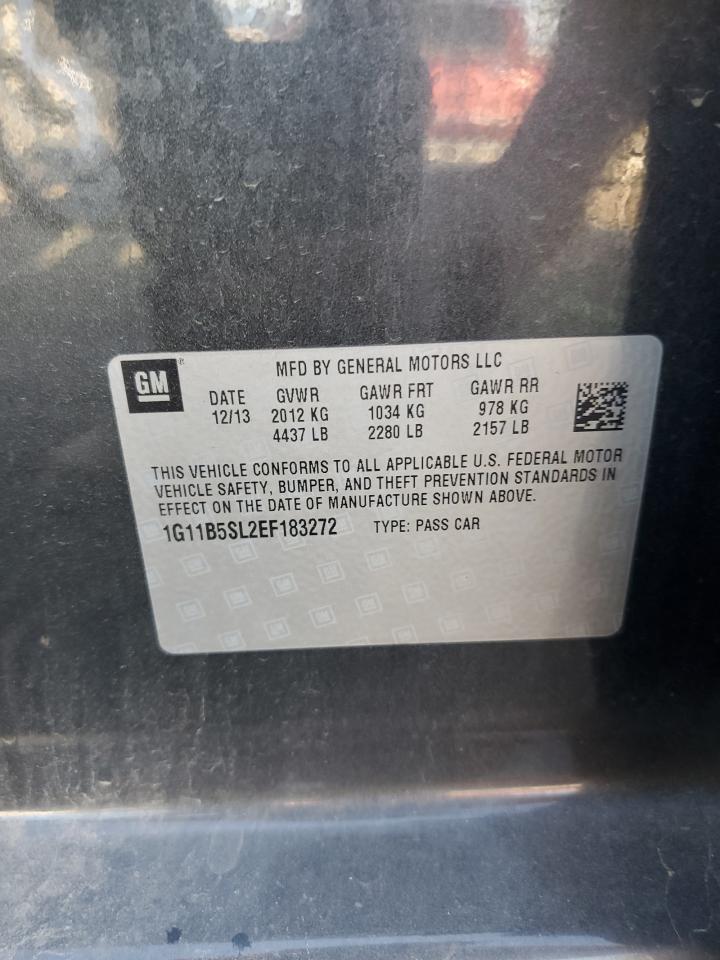 GM®
MFD BY GENERAL MOTORS LLC
DATE GVWR GAWR FRT GAWR RR
12/13 2012 KG 1034 KG 978 KG
4437 LB 2280 LB 2157 LB
THIS VEHICLE CONFORMS TO ALL APPLICABLE U.S. FEDERAL MOTOR
VEHICLE SAFETY, BUMPER, AND THEFT PREVENTION STANDARDS IN
EFFECT ON THE DATE OF MANUFACTURE SHOWN ABOVE.
1G11B5SL2EF183272 TYPE: PASS CAR